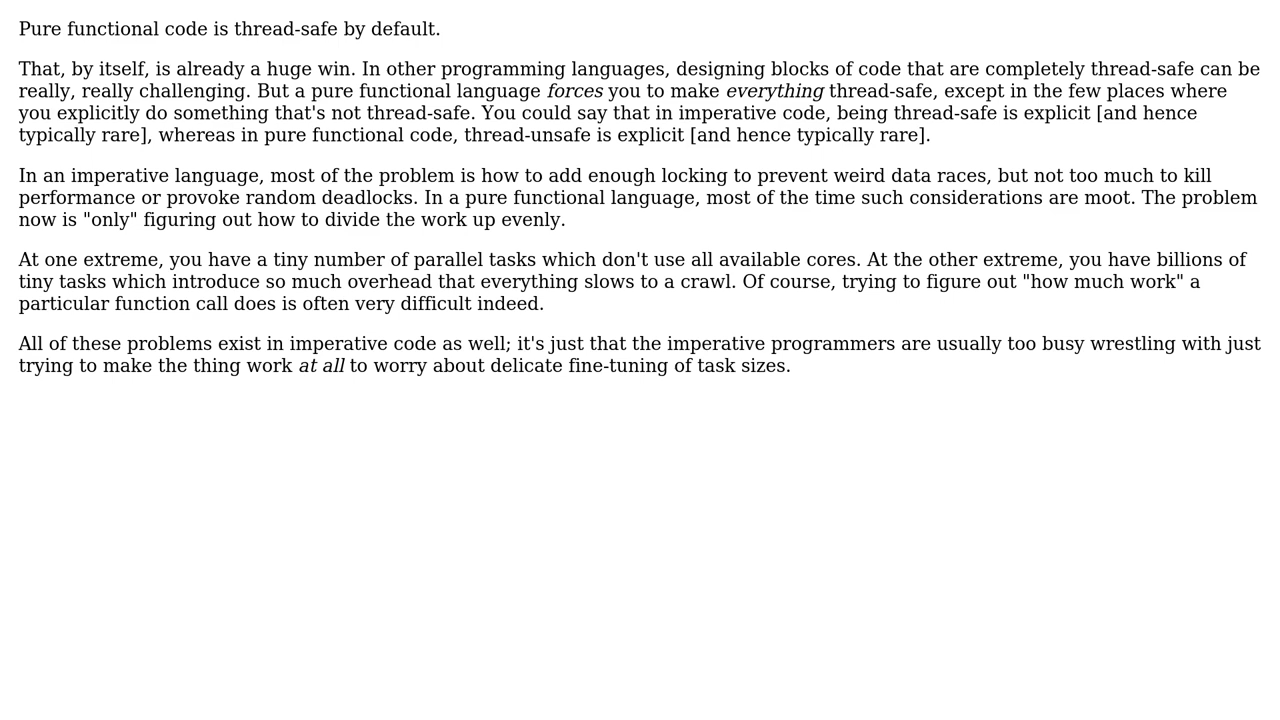 Pure functional code is thread-safe by default.
That, by itself, is already a huge win. In other programming languages, designing blocks of code that are completely thread-safe can be
really, really challenging. But a pure functional language forces you to make everything thread-safe, except in the few places where
you explicitly do something that's not thread-safe. You could say that in imperative code, being thread-safe is explicit [and hence
typically rare], whereas in pure functional code, thread-unsafe is explicit [and hence typically rare].
In an imperative language, most of the problem is how to add enough locking to prevent weird data races, but not too much to kill
performance or provoke random deadlocks. In a pure functional language, most of the time such considerations are moot. The problem
now is "only" figuring out how to divide the work up evenly.
At one extreme, you have a tiny number of parallel tasks which don't use all available cores. At the other extreme, you have billions of
tiny tasks which introduce so much overhead that everything slows to a crawl. Of course, trying to figure out "how much work" a
particular function call does is often very difficult indeed.
All of these problems exist in imperative code as well; it's just that the imperative programmers are usually too busy wrestling with just
trying to make the thing work at all to worry about delicate fine-tuning of task sizes.